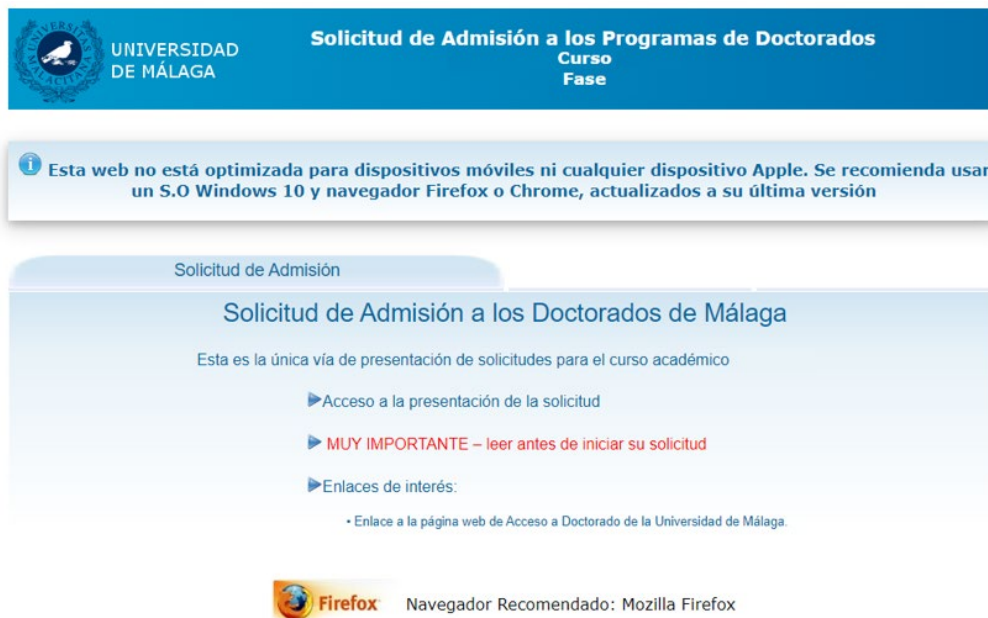 UNIVERSIDAD
DE MÁLAGA
Solicitud de Admisión a los Programas de Doctorados
Curso
Fase
Esta web no está optimizada para dispositivos móviles ni cualquier dispositivo Apple. Se recomienda usar
un S.O Windows 10 y navegador Firefox o Chrome, actualizados a su última versión
Solicitud de Admisión
Solicitud de Admisión a los Doctorados de Málaga
Esta es la única vía de presentación de solicitudes para el curso académico
Acceso a la presentación de la solicitud
MUY IMPORTANTE – leer antes de iniciar su solicitud
Enlaces de interés:
• Enlace a la página web de Acceso a Doctorado de la Universidad de Málaga.
Firefox
Navegador Recomendado: Mozilla Firefox